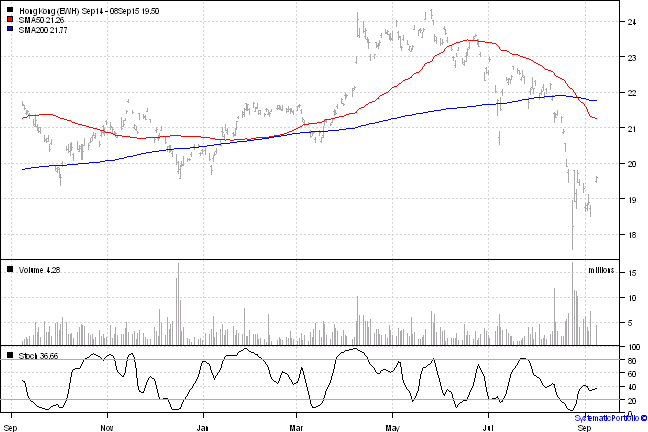 Hong Kong (EWH) Sep14 - 08Sep15 19.50
SMA50 21.26
SMA200 21.77
24
23
22
21
20
19
18
Volume 4.28
millions
15
10
5
Stoch 36.66
100
80
60
40
20
0
Sep
Nov
Jan
Mar
May
Jul
Sep
SystematicPortfolio ©